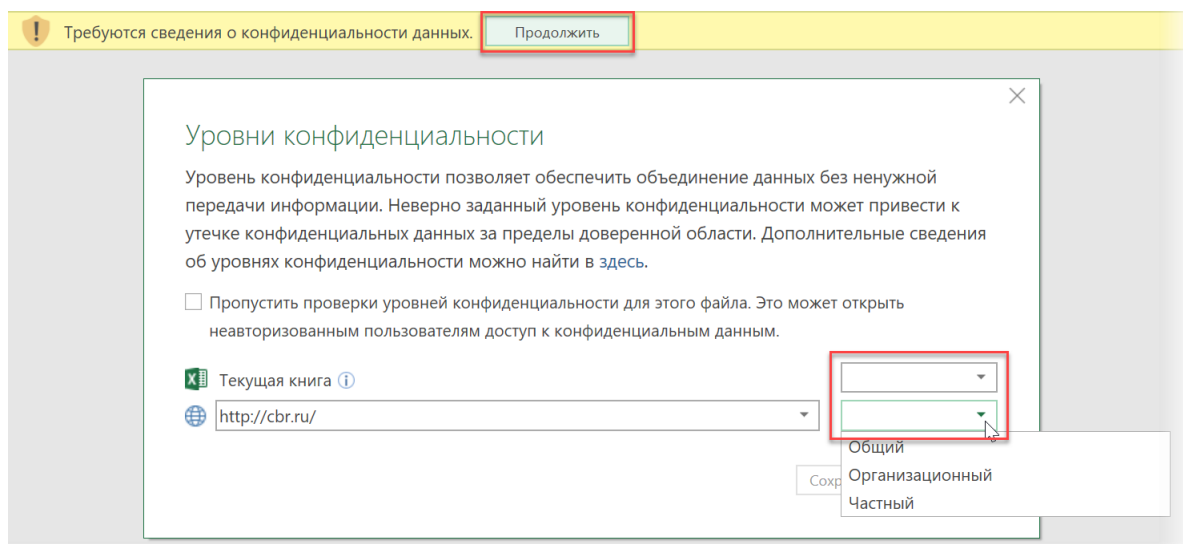 Требуются сведения о конфиденциальности данных. Продолжить
Уровни конфиденциальности
Уровень конфиденциальности позволяет обеспечить объединение данных без ненужной
передачи информации. Неверно заданный уровень конфиденциальности может привести к
утечке конфиденциальных данных за пределы доверенной области. Дополнительные сведения
об уровнях конфиденциальности можно найти в здесь.
Пропустить проверки уровней конфиденциальности для этого файла. Это может открыть
неавторизованным пользователям доступ к конфиденциальным данным.
Текущая книга
http://cbr.ru/
Общий
Организационный
Частный